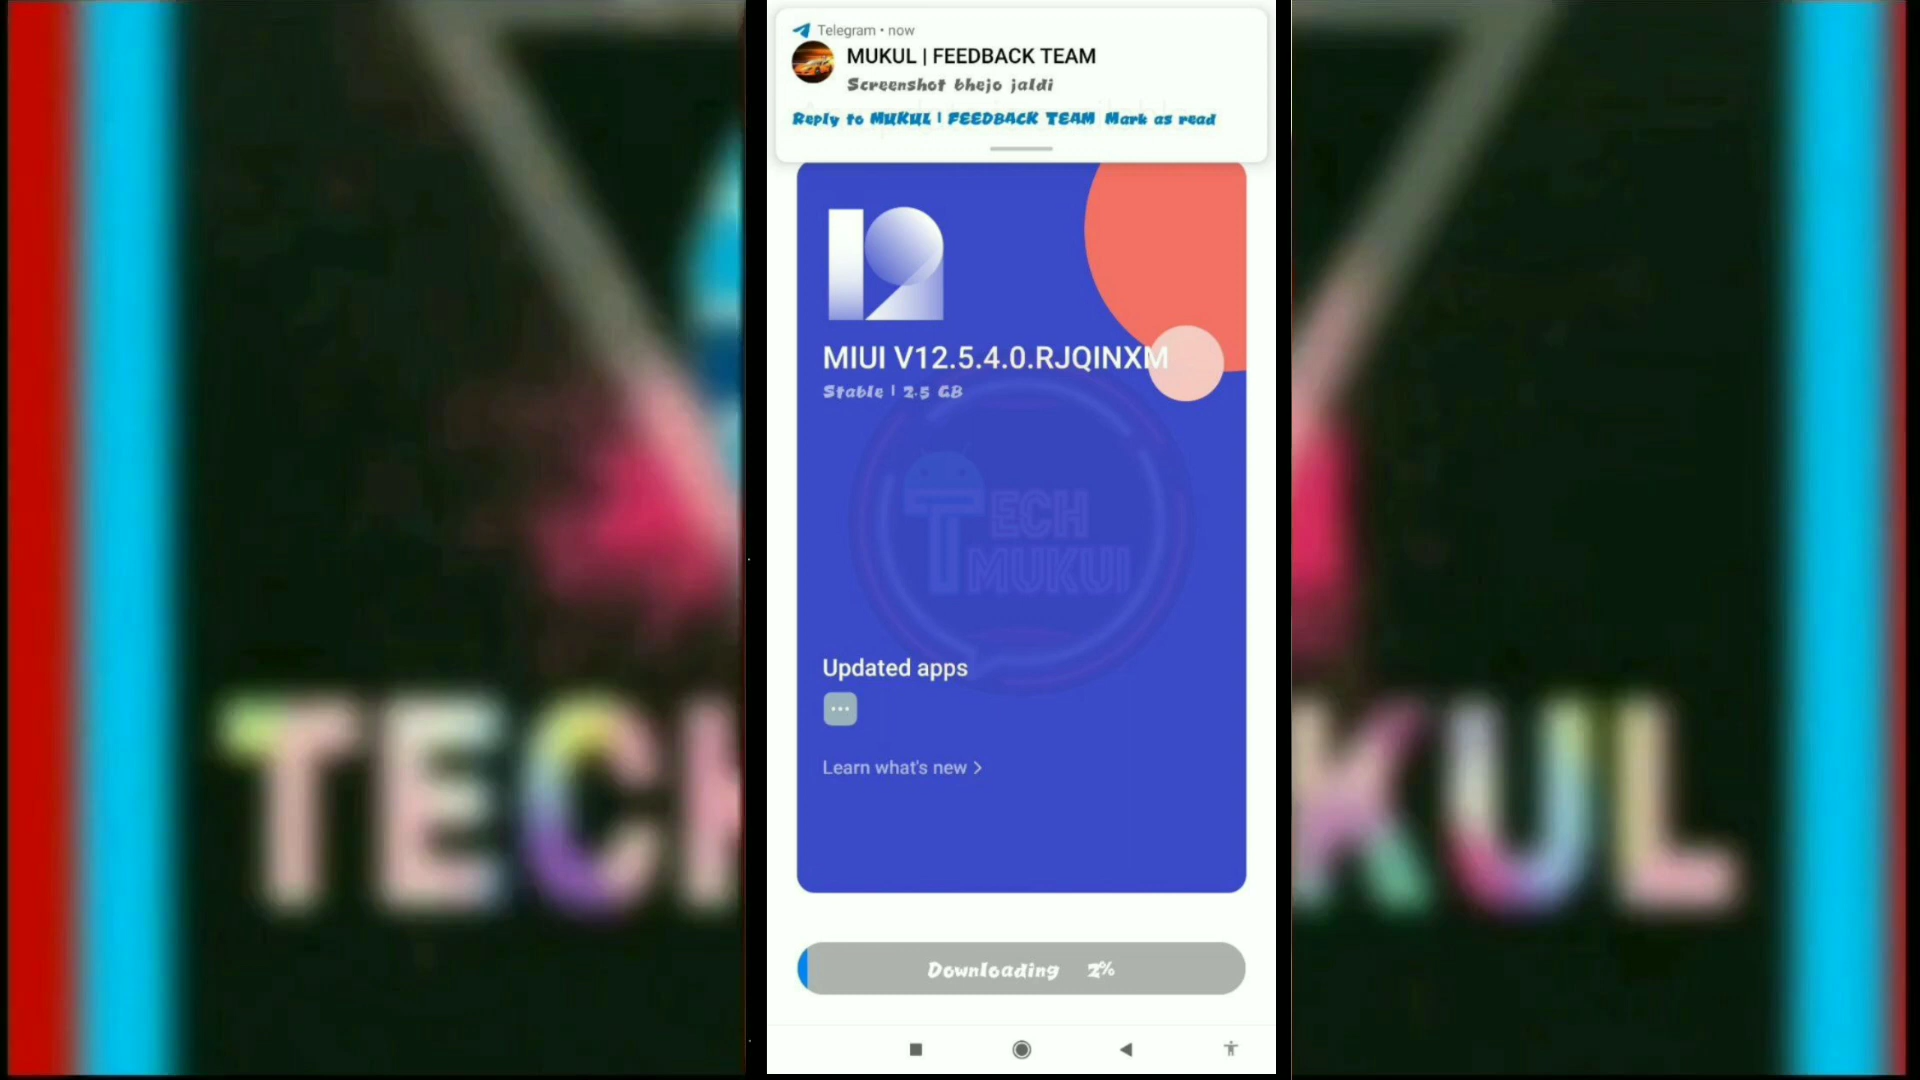 Telegram • now
MUKUL | FEEDBACK TEAM
Screenshot bhejo jaldi
Reply to MUKUL | FEEDBACK TEAM Mark as read
12
MIUI V12.5.4.0.RJQINXM
Stable | 2.5 GB
TECH
MUKUL
Updated apps
Learn what's new >
TECH
KUL
Downloading 2%